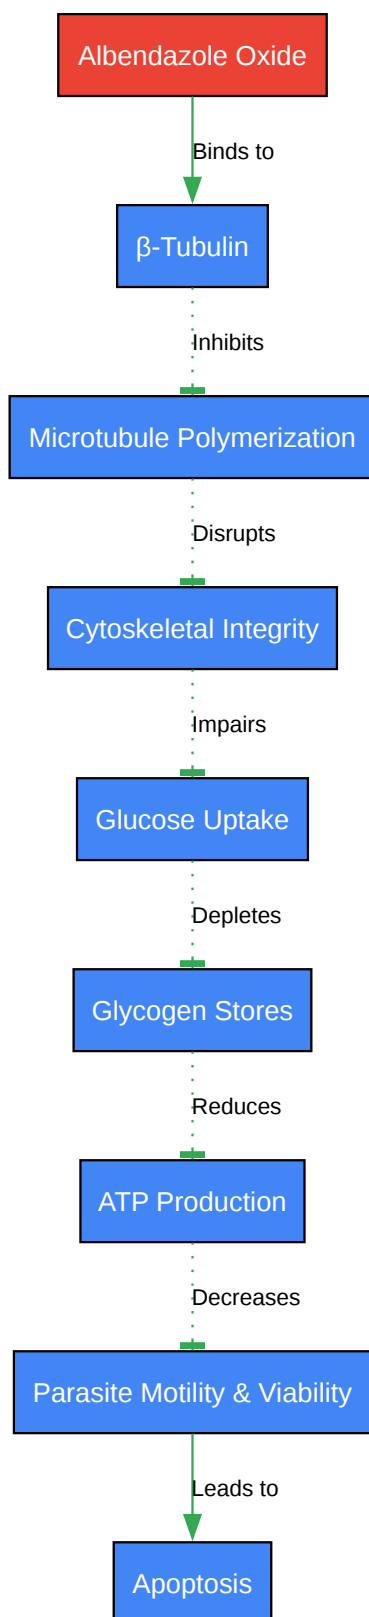 Albendazole Oxide
Binds to
β-Tubulin
Inhibits
Microtubule Polymerization
Disrupts
Cytoskeletal Integrity
Impairs
Glucose Uptake
Depletes
Glycogen Stores
Reduces
ATP Production
Decreases
Parasite Motility & Viability
Leads to
Apoptosis